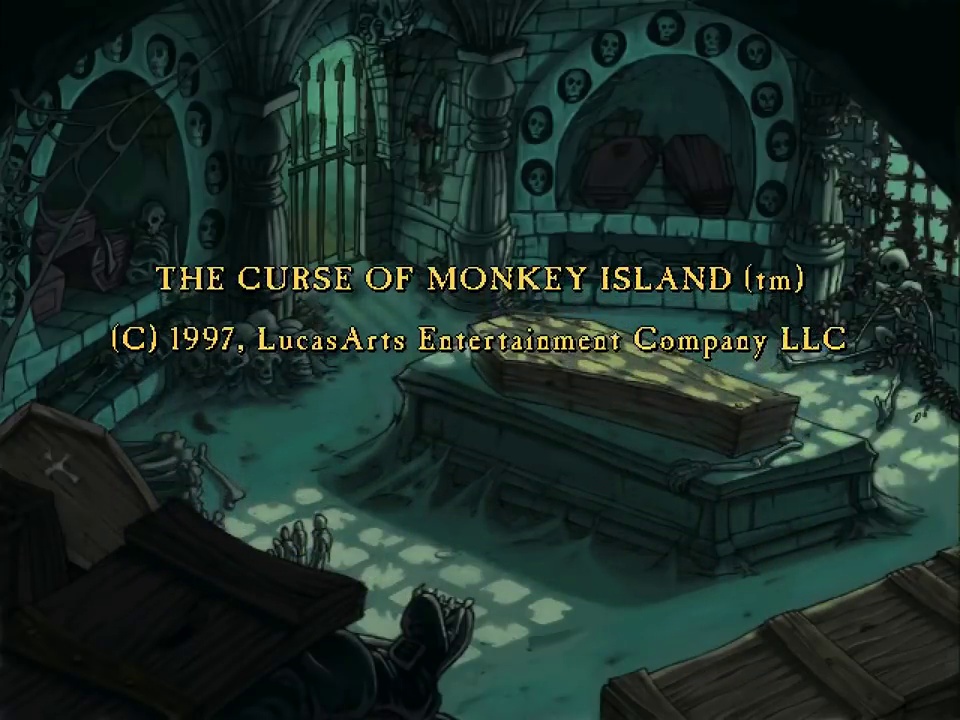 THE CURSE OF MONKEY ISLAND (tm)
(C) 1997, LucasArts Entertainment Company LLC